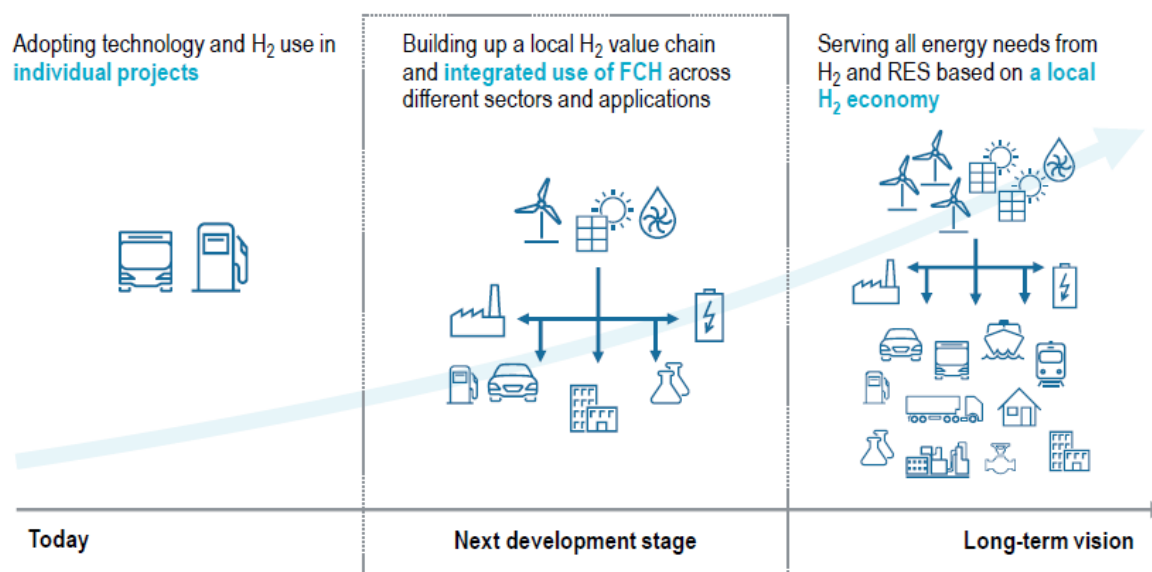 Adopting technology and H₂ use in
individual projects
Building up a local H₂ value chain
and integrated use of FCH across
different sectors and applications
Serving all energy needs from
H₂ and RES based on a local
H₂ economy
Today
Next development stage
Long-term vision